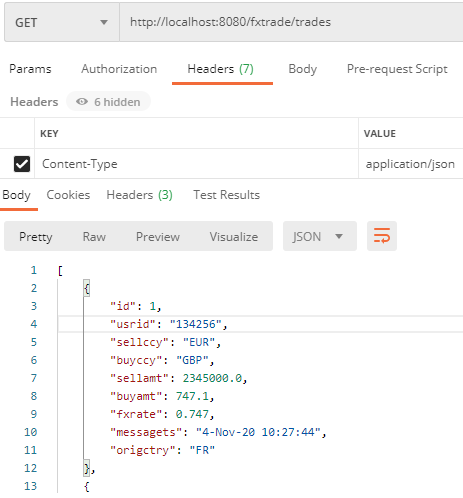 GET http://localhost:8080/fxtrade/trades
Params Authorization Headers (7) Body Pre-request Script
Headers 6 hidden
KEY VALUE
Content-Type application/json
Body Cookies Headers (3) Test Results
Pretty Raw Preview Visualize JSON
1 [
2 {
3 "id": 1,
4 "usrid": "134256",
5 "sellccy": "EUR",
6 "buyccy": "GBP",
7 "sellamt": 2345000.0,
8 "buyamt": 747.1,
9 "fxrate": 0.747,
10 "messagets": "4-Nov-20 10:27:44",
11 "origctry": "FR"
12 },
13 {